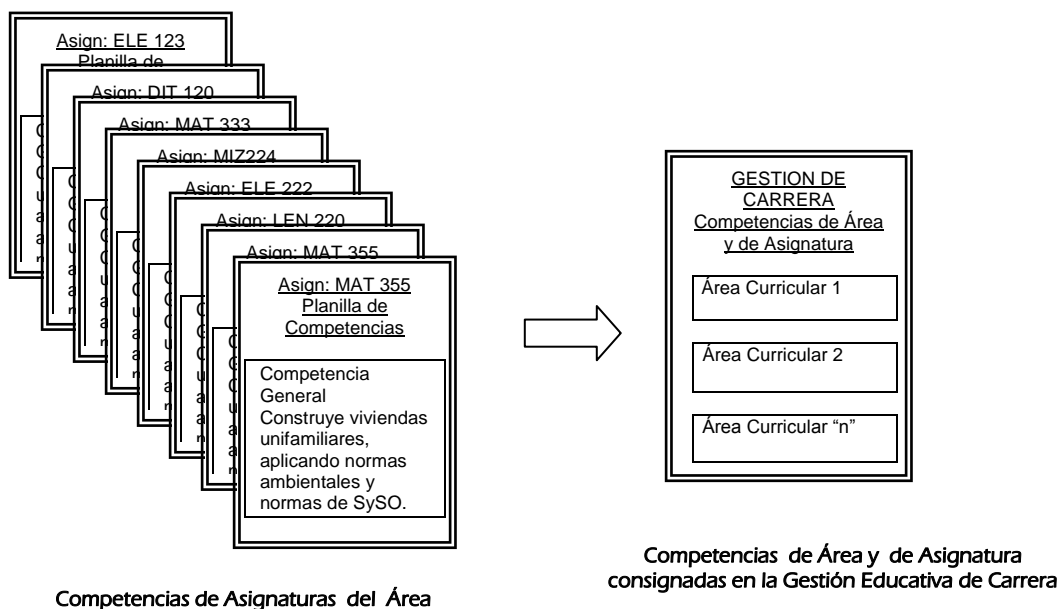 Asign: ELE 123
Planilla de
Asign: DIT 120
Asign: MAT 333
Asign: MIZ224
Asign: ELE 222
Asign: LEN 220
Asign: MAT 355
Asign: MAT 355
Planilla de
Competencias
Competencia
General
Construye viviendas
unifamiliares,
aplicando normas
ambientales y
normas de SySO.
Competencias de Asignaturas del Área
GESTION DE
CARRERA
Competencias de Área
y de Asignatura
Área Curricular 1
Área Curricular 2
Área Curricular “n”
Competencias de Área y de Asignatura
consignadas en la Gestión Educativa de Carrera